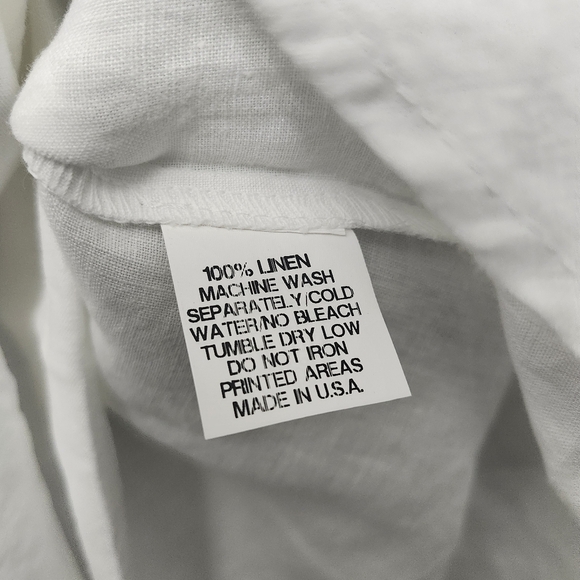 100% LINEN
MACHINE WASH
SEPARATELY/COLD
WATER/NO BLEACH
TUMBLE DRY LOW
DO NOT IRON
PRINTED AREAS
MADE IN U.S.A.